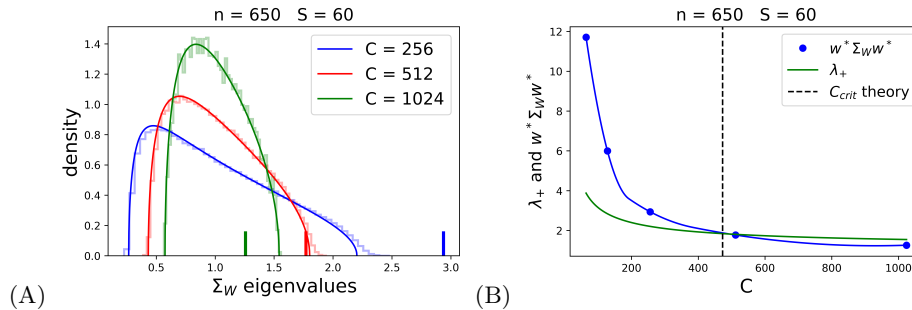 n = 650 S = 60
density
1.4
1.2
1.0
0.8
0.6
0.4
0.2
0.0
C = 256
C = 512
C = 1024
0.5 1.0 1.5 2.0 2.5 3.0
Σ_W eigenvalues
(A)
n = 650 S = 60
λ₊ and w*Σ_W w*
12
10
8
6
4
2
w*Σ_W w*
λ₊
C_crit theory
200 400 600 800 1000
C
(B)